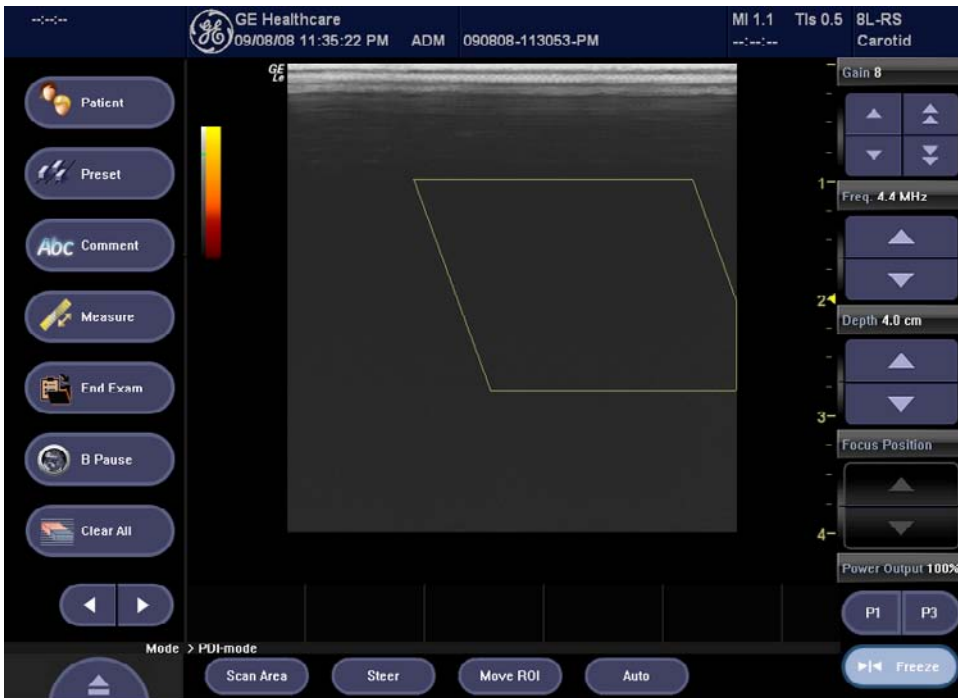 --:--:--
GE Healthcare
MI 1.1 TIs 0.5 8L-RS
09/08/08 11:35:22 PM ADM 090808-113053-PM
--:--:-- Carotid
GE
Gain 8
Patient
Preset
1
Freq. 4.4 MHz
Abc Comment
Measure
2
Depth 4.0 cm
End Exam
3
Focus Position
B Pause
Clear All
4
Power Output 100%
P1 P3
Mode > PDI-mode
Scan Area Steer Move ROI Auto
Freeze